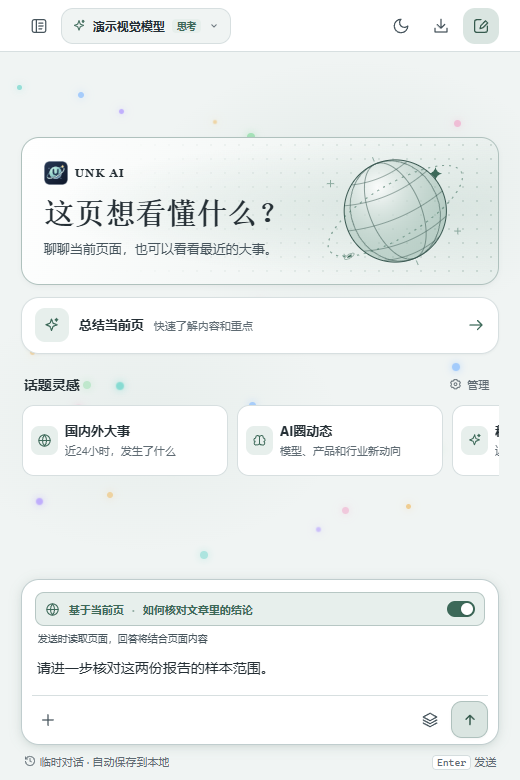 演示视觉模型 思考
UNK AI
这页想看懂什么？
聊聊当前页面，也可以看看最近的大事。
总结当前页 快速了解内容和重点
话题灵感 管理
国内外大事
近24小时，发生了什么
AI圈动态
模型、产品和行业新动向
基于当前页 · 如何核对文章里的结论
发送时读取页面，回答将结合页面内容
请进一步核对这两份报告的样本范围。
临时对话 · 自动保存到本地 Enter 发送